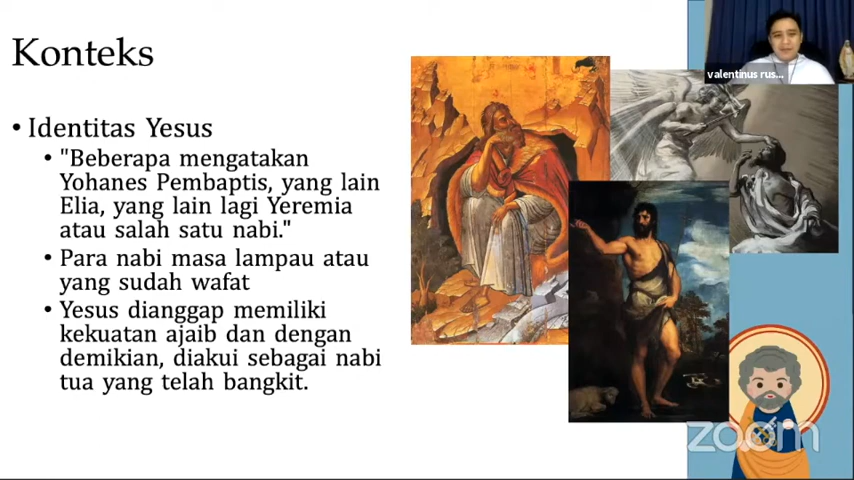 Konteks
• Identitas Yesus
• "Beberapa mengatakan
Yohanes Pembaptis, yang lain
Elia, yang lain lagi Yeremia
atau salah satu nabi."
• Para nabi masa lampau atau
yang sudah wafat
• Yesus dianggap memiliki
kekuatan ajaib dan dengan
demikian, diakui sebagai nabi
tua yang telah bangkit.
valentinus rus...
zoom